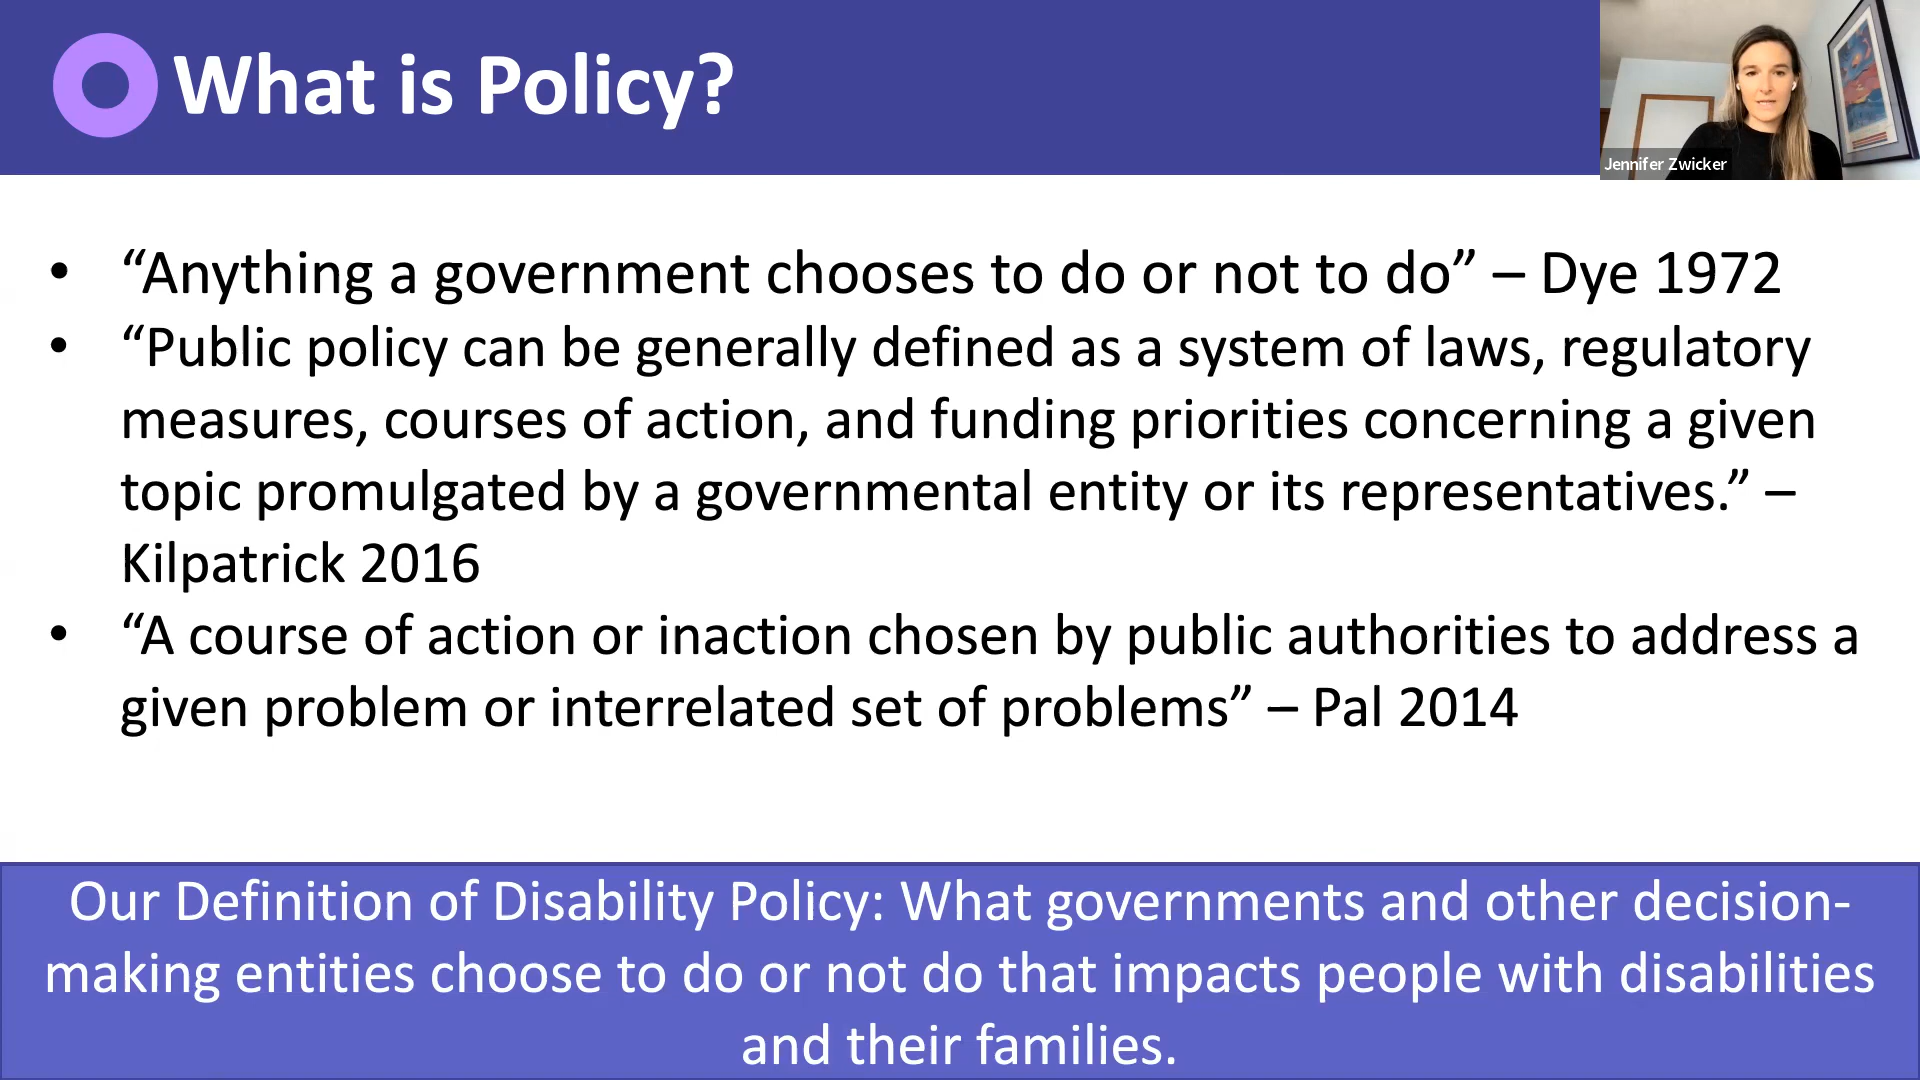 What is Policy?
Jennifer Zwicker
• “Anything a government chooses to do or not to do” – Dye 1972
• “Public policy can be generally defined as a system of laws, regulatory
measures, courses of action, and funding priorities concerning a given
topic promulgated by a governmental entity or its representatives.” –
Kilpatrick 2016
• “A course of action or inaction chosen by public authorities to address a
given problem or interrelated set of problems” – Pal 2014
Our Definition of Disability Policy: What governments and other decision-
making entities choose to do or not do that impacts people with disabilities
and their families.